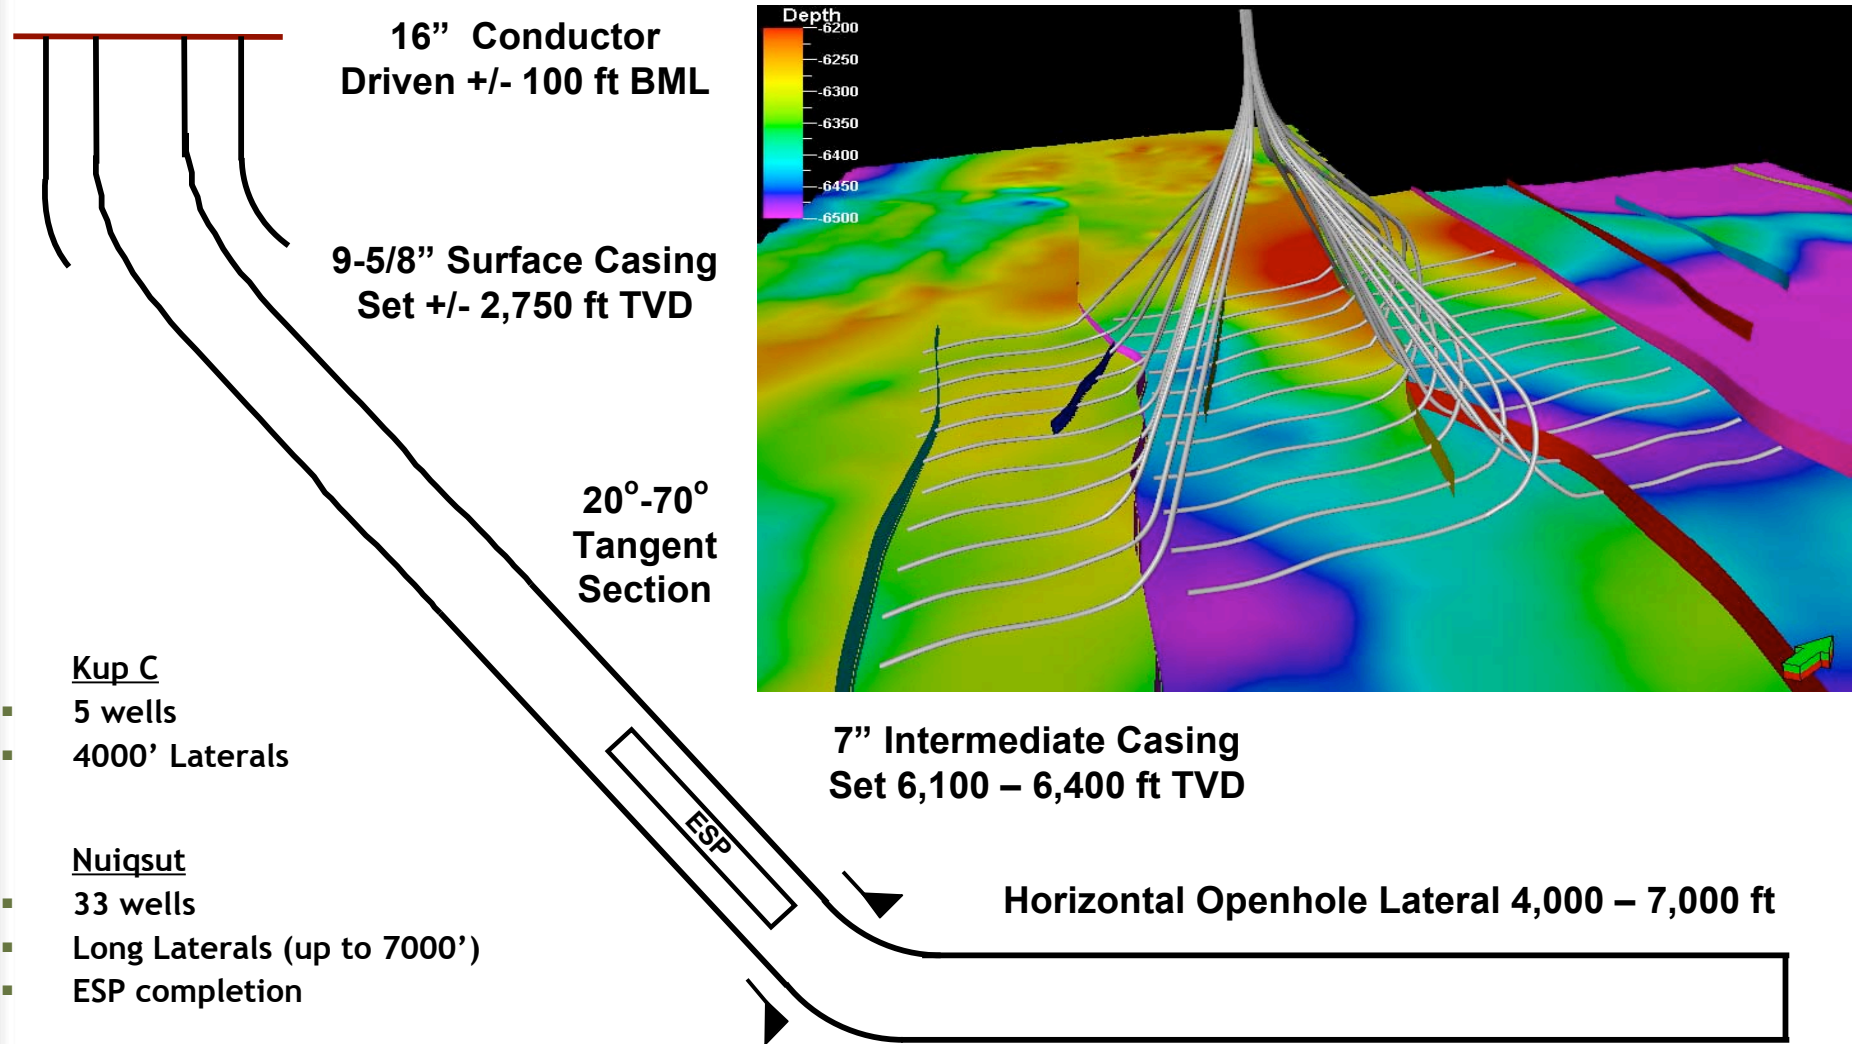 16” Conductor
Driven +/- 100 ft BML
Depth
-6200
-6250
-6300
-6350
-6400
-6450
-6500
9-5/8” Surface Casing
Set +/- 2,750 ft TVD
20°-70°
Tangent
Section
Kup C
5 wells
4000’ Laterals
Nuiqsut
33 wells
Long Laterals (up to 7000’)
ESP completion
ESP
7” Intermediate Casing
Set 6,100 – 6,400 ft TVD
Horizontal Openhole Lateral 4,000 – 7,000 ft